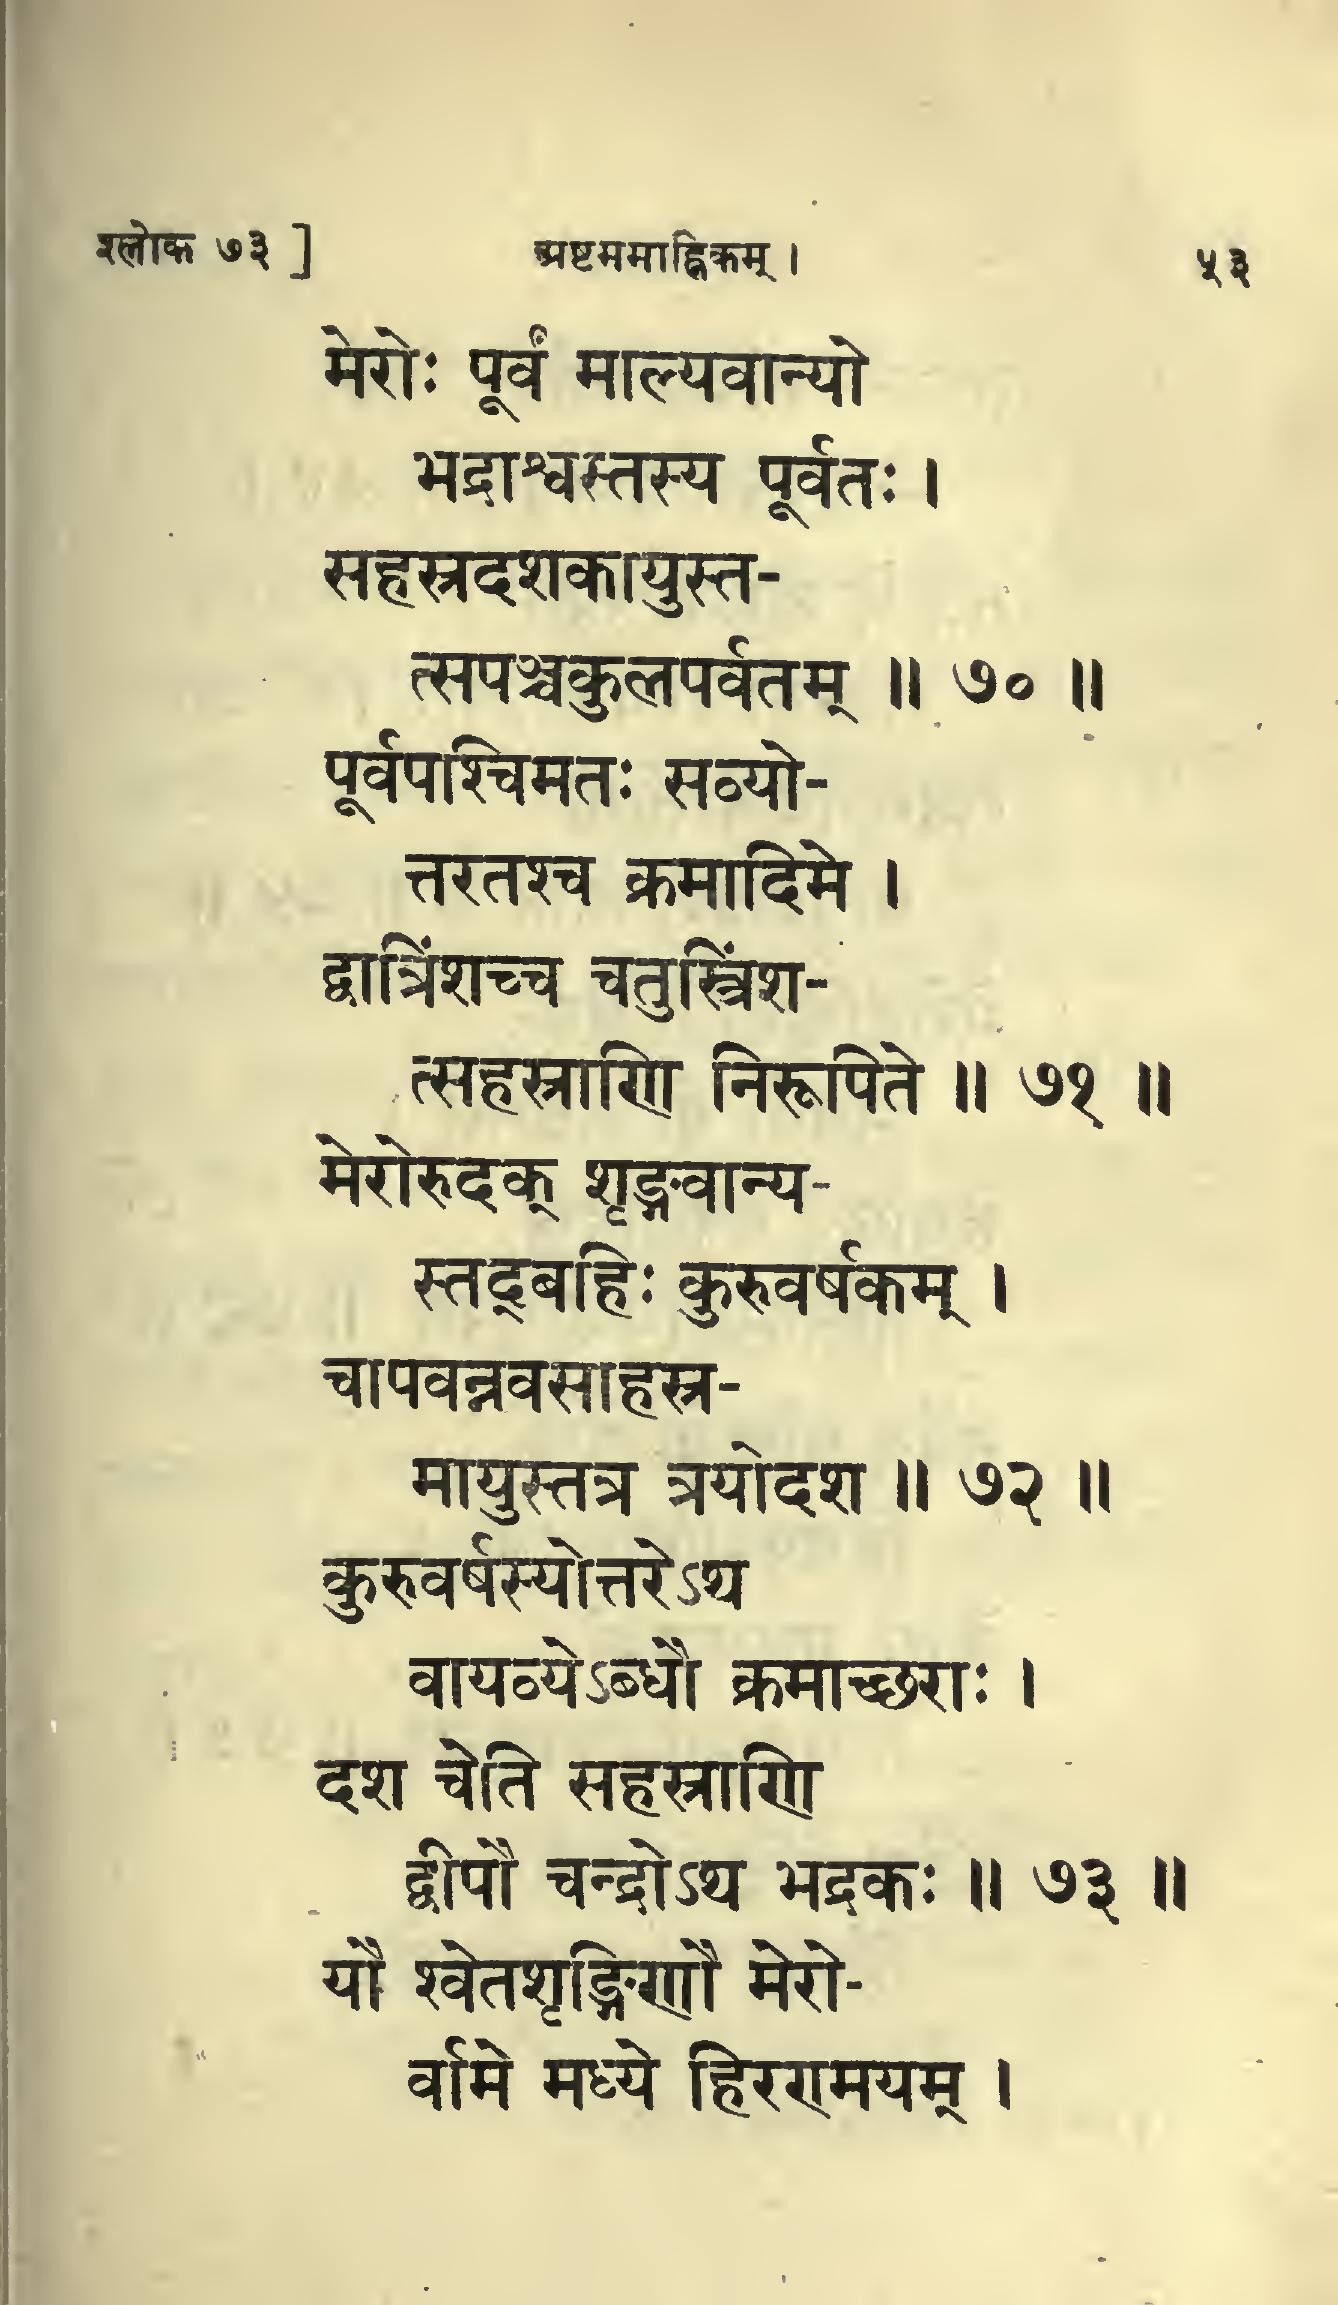 श्लोक ७३ ] अष्टममाह्निकम् । ५३
मेरोः पूर्वं माल्यवान्यो
भद्राश्वस्तस्य पूर्वतः ।
सहस्रदशकायुस्त-
त्सपञ्चकुलपर्वतम् ॥ ७० ॥
पूर्वपश्चिमतः सव्यो-
त्तरतश्च क्रमादिमे ।
द्वात्रिंशच्च चतुस्त्रिंश-
त्सहस्राणि निरूपिते ॥ ७१ ॥
मेरोरुदक् शृङ्गवान्य-
स्तद्बहिः कुरुवर्षकम् ।
चापवन्नवसाहस्र-
मायुस्तत्र त्रयोदश ॥ ७२ ॥
कुरुवर्षस्योत्तरेऽथ
वायव्येऽब्धौ क्रमाच्छराः ।
दश चेति सहस्राणि
द्वीपौ चन्द्रोऽथ भद्रकः ॥ ७३ ॥
यौ श्वेतशृङ्गिणौ मेरो-
र्वामे मध्ये हिरण्मयम् ।